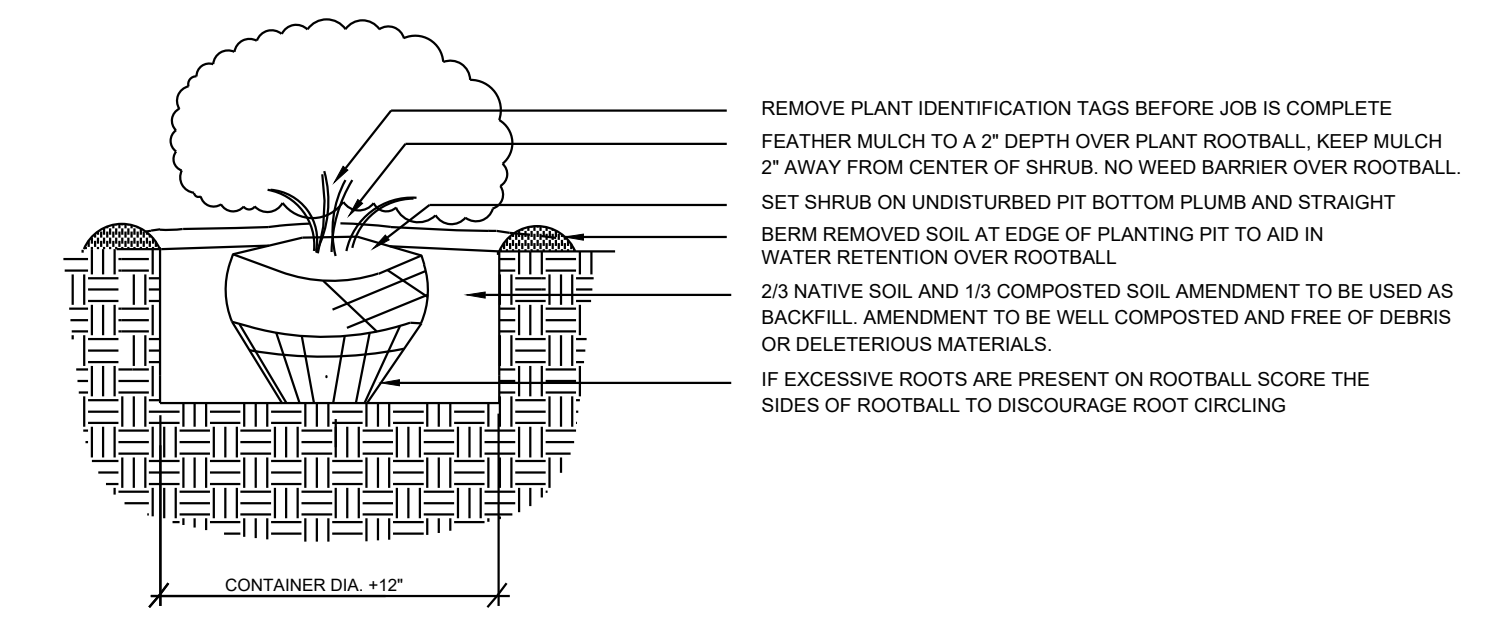 REMOVE PLANT IDENTIFICATION TAGS BEFORE JOB IS COMPLETE
FEATHER MULCH TO A 2" DEPTH OVER PLANT ROOTBALL, KEEP MULCH
2" AWAY FROM CENTER OF SHRUB. NO WEED BARRIER OVER ROOTBALL.
SET SHRUB ON UNDISTURBED PIT BOTTOM PLUMB AND STRAIGHT
BERM REMOVED SOIL AT EDGE OF PLANTING PIT TO AID IN
WATER RETENTION OVER ROOTBALL
2/3 NATIVE SOIL AND 1/3 COMPOSTED SOIL AMENDMENT TO BE USED AS
BACKFILL. AMENDMENT TO BE WELL COMPOSTED AND FREE OF DEBRIS
OR DELETERIOUS MATERIALS.
IF EXCESSIVE ROOTS ARE PRESENT ON ROOTBALL SCORE THE
SIDES OF ROOTBALL TO DISCOURAGE ROOT CIRCLING
CONTAINER DIA. +12"